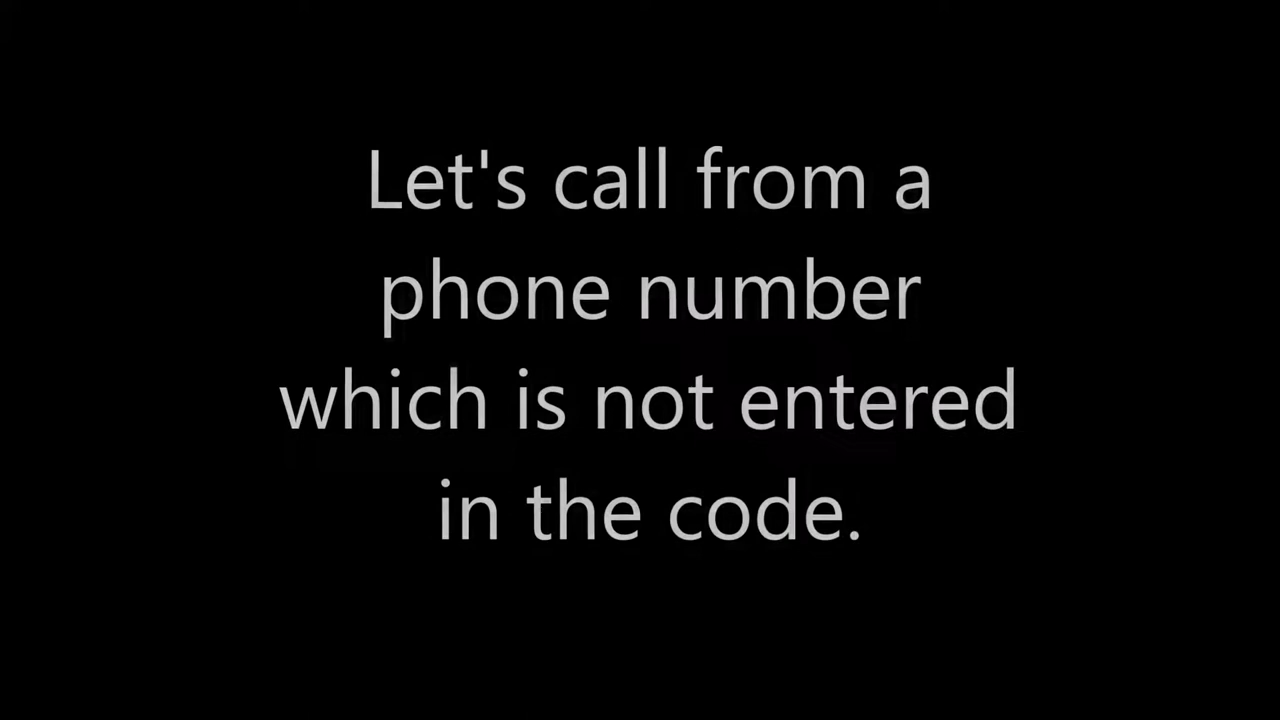 Let's call from a
phone number
which is not entered
in the code.